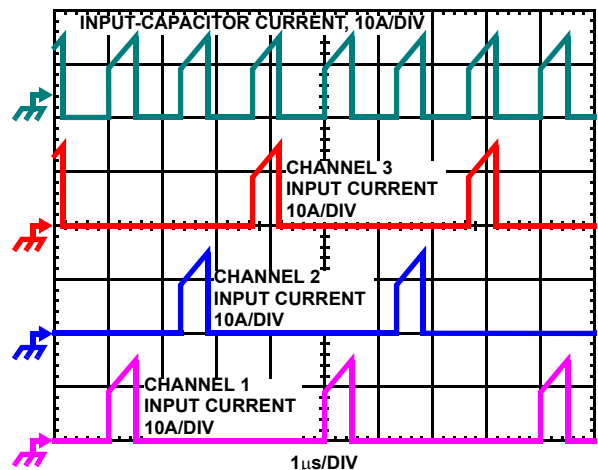 INPUT-CAPACITOR CURRENT, 10A/DIV
CHANNEL 3
INPUT CURRENT
10A/DIV
CHANNEL 2
INPUT CURRENT
10A/DIV
CHANNEL 1
INPUT CURRENT
10A/DIV
1μs/DIV